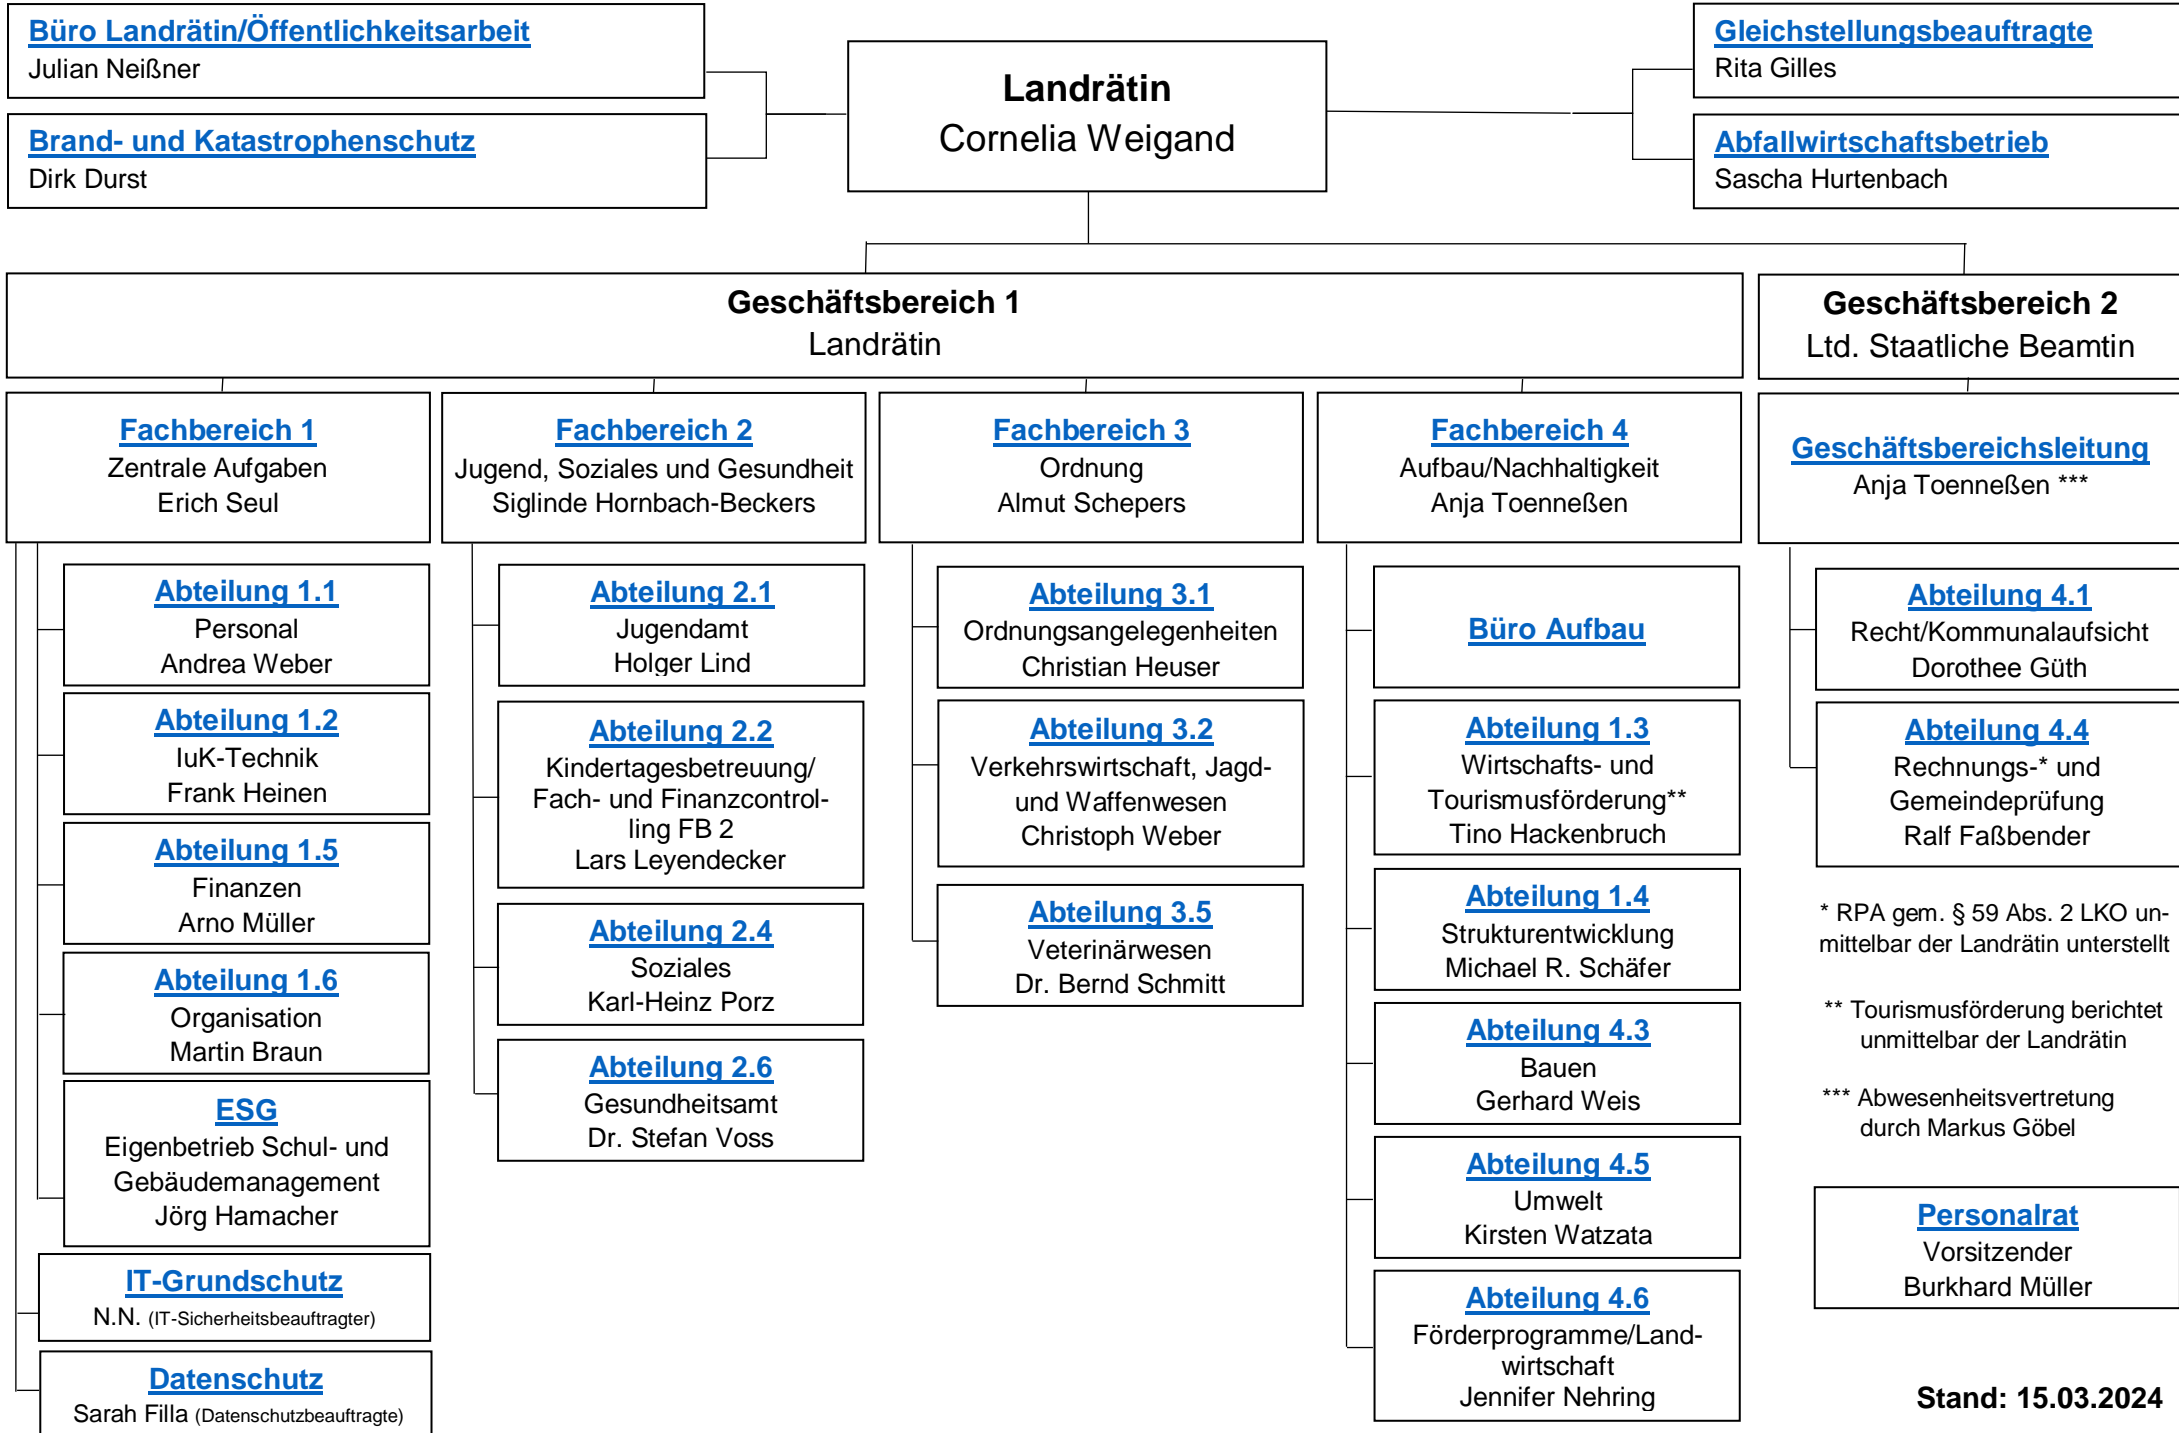 Büro Landrätin/Öffentlichkeitsarbeit
Julian Neißner
Brand- und Katastrophenschutz
Dirk Durst
Landrätin
Cornelia Weigand
Gleichstellungsbeauftragte
Rita Gilles
Abfallwirtschaftsbetrieb
Sascha Hurtenbach
Geschäftsbereich 1
Landrätin
Geschäftsbereich 2
Ltd. Staatliche Beamtin
Fachbereich 1
Zentrale Aufgaben
Erich Seul
Abteilung 1.1
Personal
Andrea Weber
Abteilung 1.2
IuK-Technik
Frank Heinen
Abteilung 1.5
Finanzen
Arno Müller
Abteilung 1.6
Organisation
Martin Braun
ESG
Eigenbetrieb Schul- und
Gebäudemanagement
Jörg Hamacher
IT-Grundschutz
N.N. (IT-Sicherheitsbeauftragter)
Datenschutz
Sarah Filla (Datenschutzbeauftragte)
Fachbereich 2
Jugend, Soziales und Gesundheit
Siglinde Hornbach-Beckers
Abteilung 2.1
Jugendamt
Holger Lind
Abteilung 2.2
Kindertagesbetreuung/
Fach- und Finanzcontrol-
ling FB 2
Lars Leyendecker
Abteilung 2.4
Soziales
Karl-Heinz Porz
Abteilung 2.6
Gesundheitsamt
Dr. Stefan Voss
Fachbereich 3
Ordnung
Almut Schepers
Abteilung 3.1
Ordnungsangelegenheiten
Christian Heuser
Abteilung 3.2
Verkehrswirtschaft, Jagd-
und Waffenwesen
Christoph Weber
Abteilung 3.5
Veterinärwesen
Dr. Bernd Schmitt
Fachbereich 4
Aufbau/Nachhaltigkeit
Anja Toenneßen
Büro Aufbau
Abteilung 1.3
Wirtschafts- und
Tourismusförderung**
Tino Hackenbruch
Abteilung 1.4
Strukturentwicklung
Michael R. Schäfer
Abteilung 4.3
Bauen
Gerhard Weis
Abteilung 4.5
Umwelt
Kirsten Watzata
Abteilung 4.6
Förderprogramme/Land-
wirtschaft
Jennifer Nehring
Geschäftsbereichsleitung
Anja Toenneßen ***
Abteilung 4.1
Recht/Kommunalaufsicht
Dorothee Güth
Abteilung 4.4
Rechnungs-* und
Gemeindeprüfung
Ralf Faßbender
* RPA gem. § 59 Abs. 2 LKO un-
mittelbar der Landrätin unterstellt
** Tourismusförderung berichtet
unmittelbar der Landrätin
*** Abwesenheitsvertretung
durch Markus Göbel
Personalrat
Vorsitzender
Burkhard Müller
Stand: 15.03.2024